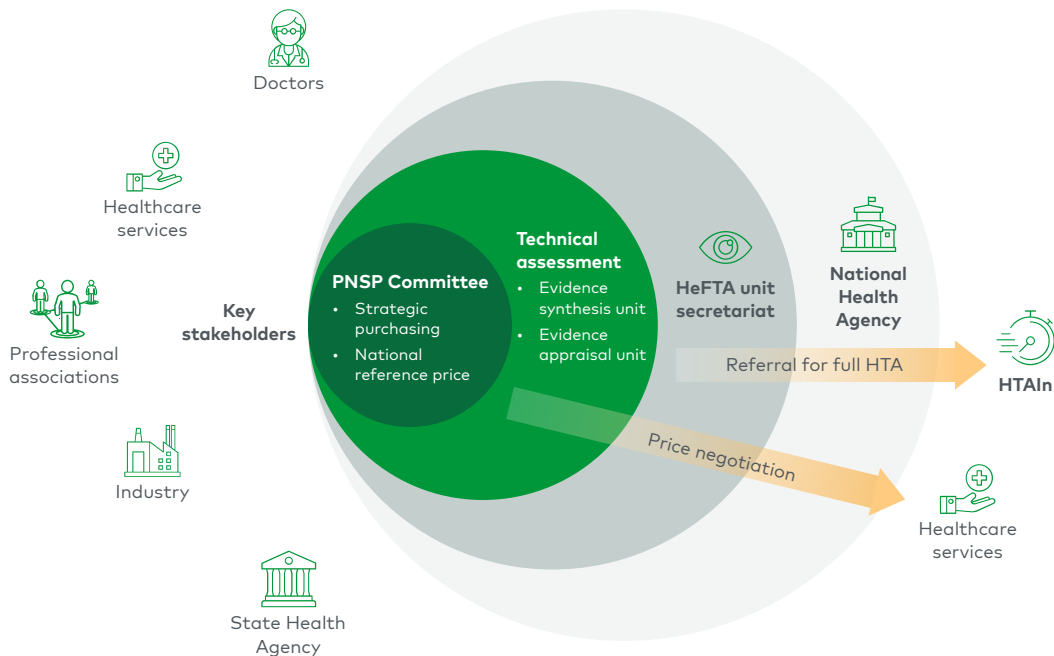 Doctors
Healthcare
services
Professional
associations
Key
stakeholders
Industry
State Health
Agency
PNSP Committee
• Strategic
purchasing
• National
reference price
Technical
assessment
• Evidence
synthesis unit
• Evidence
appraisal unit
HeFTA unit
secretariat
National
Health
Agency
Referral for full HTA
HTAIn
Price negotiation
Healthcare
services